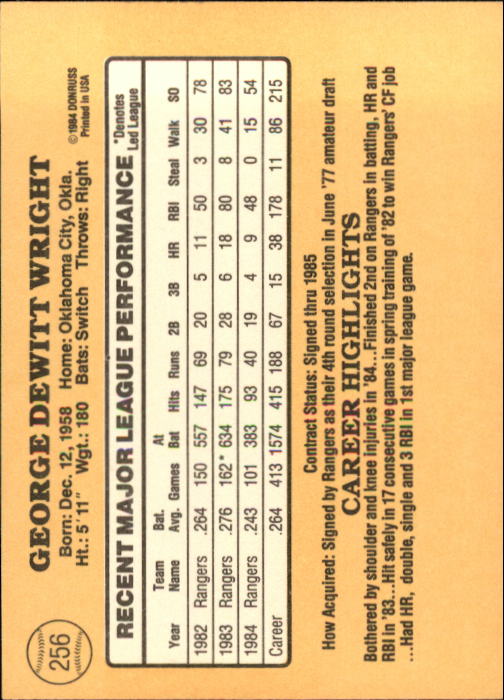 256
GEORGE DEWITT WRIGHT
Born: Dec. 12, 1958 Home: Oklahoma City, Okla.
Ht.: 5'11" Wgt.: 180 Bats: Switch Throws: Right
©1984 DONRUSS
Printed in USA
RECENT MAJOR LEAGUE PERFORMANCE
*Denotes
Led League
Year Team Name Bat. Avg. Games At Bat Hits Runs 2B 3B HR RBI Steal Walk SO
1982 Rangers .264 150 557 147 69 20 5 11 50 3 30 78
1983 Rangers .276 162* 634 175 79 28 6 18 80 8 41 83
1984 Rangers .243 101 383 93 40 19 4 9 48 0 15 54
Career .264 413 1574 415 188 67 15 38 178 11 86 215
Contract Status: Signed thru 1985
How Acquired: Signed by Rangers as their 4th round selection in June '77 amateur draft
CAREER HIGHLIGHTS
Bothered by shoulder and knee injuries in '84...Finished 2nd on Rangers in batting, HR and
RBI in '83...Hit safely in 17 consecutive games in spring training of '82 to win Rangers' CF job
...Had HR, double, single and 3 RBI in 1st major league game.